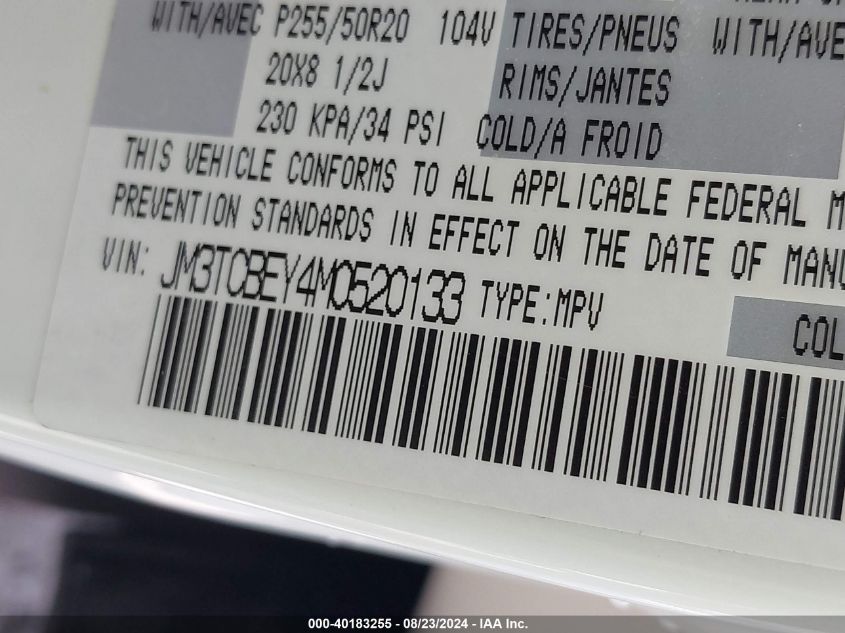 WITH/AVEC P255/50R20 104V TIRES/PNEUS WITH/AVE
20X8 1/2J RIMS/JANTES
230 KPA/34 PSI COLD/A FROID
THIS VEHICLE CONFORMS TO ALL APPLICABLE FEDERAL M
PREVENTION STANDARDS IN EFFECT ON THE DATE OF MANU
VIN: JM3TCBEY4M0520133 TYPE:MPV
COL
000-40183255 - 08/23/2024 - IAA Inc.